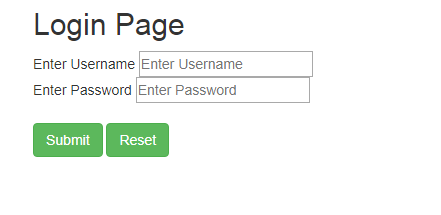 Login Page
Enter Username Enter Username
Enter Password Enter Password
Submit Reset